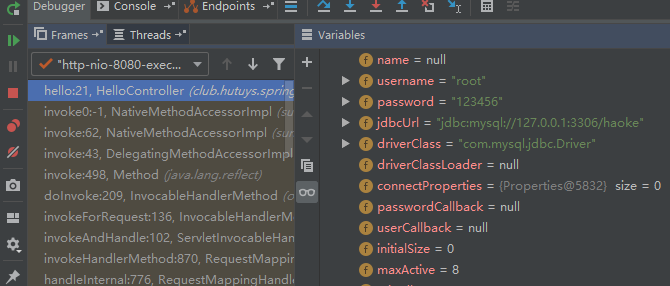 Debugger
Console
Endpoints
Frames
Threads
"http-nio-8080-exec...
hello:21, HelloController (club.hutuys.spring
invoke0:-1, NativeMethodAccessorImpl (su
invoke:62, NativeMethodAccessorImpl (sun
invoke:43, DelegatingMethodAccessorImpl
invoke:498, Method (java.lang.reflect)
doInvoke:209, InvocableHandlerMethod (o
invokeForRequest:136, InvocableHandlerMe
invokeAndHandle:102, ServletInvocableHan
invokeHandlerMethod:870, RequestMapping
handleInternal:776, RequestMappingHandle
Variables
name = null
username = "root"
password = "123456"
jdbcUrl = "jdbc:mysql://127.0.0.1:3306/haoke"
driverClass = "com.mysql.jdbc.Driver"
driverClassLoader = null
connectProperties = {Properties@5832} size = 0
passwordCallback = null
userCallback = null
initialSize = 0
maxActive = 8